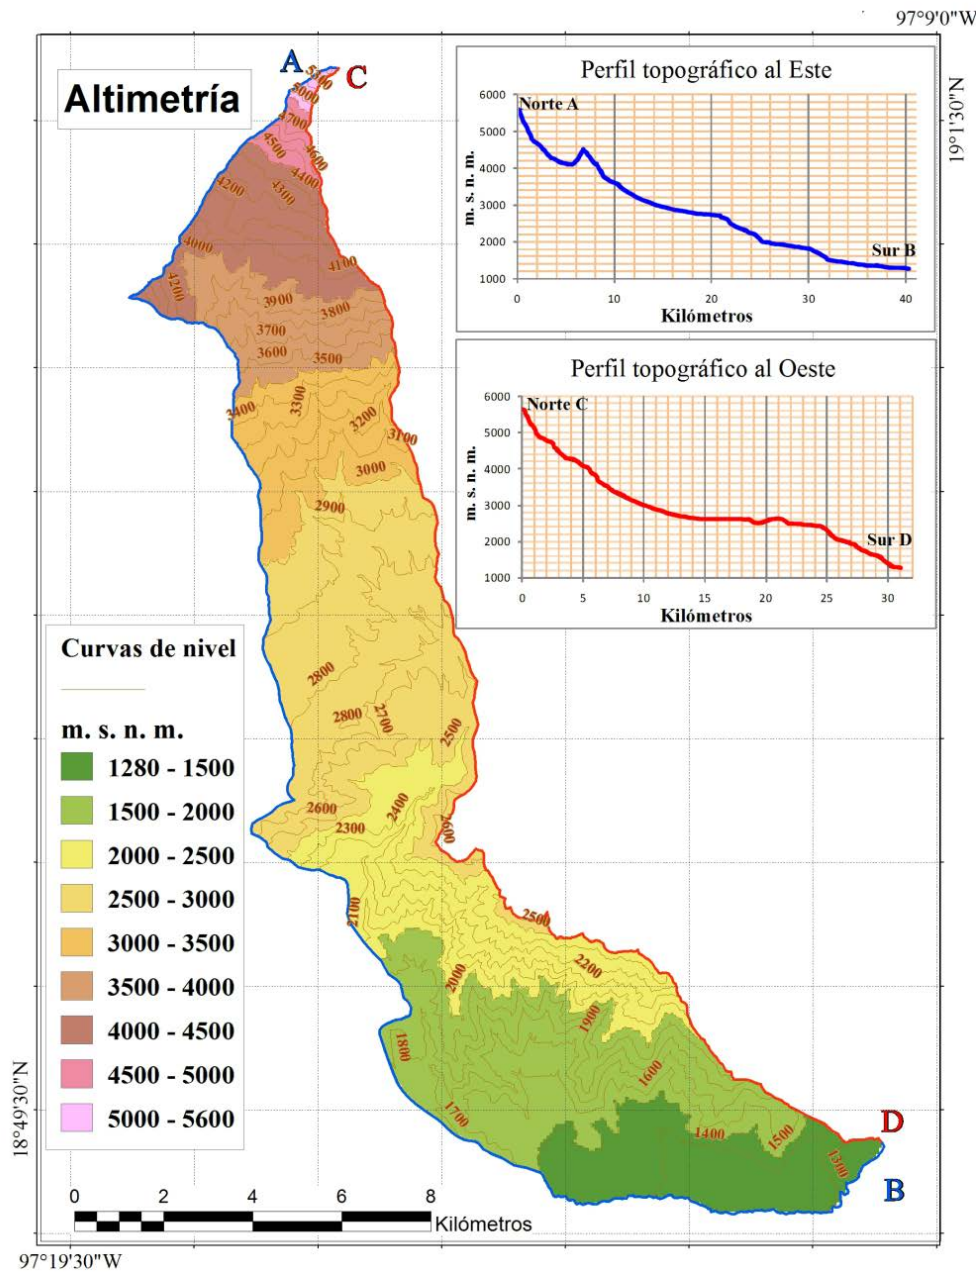 97°9'0"W
19°1'30"N
Altimetría
A
C
Perfil topográfico al Este
m. s. n. m.
6000
5000
4000
3000
2000
1000
Norte A
Sur B
0 10 20 30 40
Kilómetros
Perfil topográfico al Oeste
m. s. n. m.
6000
5000
4000
3000
2000
1000
Norte C
Sur D
0 5 10 15 20 25 30
Kilómetros
5300
5000
4700
4500
4600
4400
4200
4300
4000
4100
4200
3900
3800
3700
3600
3500
3400
3300
3200
3100
3000
2900
2800
2800
2700
2500
2600
2400
2300
2600
2100
2500
2200
2000
1900
1800
1600
1700
1400
1500
1300
D
B
Curvas de nivel
m. s. n. m.
1280 - 1500
1500 - 2000
2000 - 2500
2500 - 3000
3000 - 3500
3500 - 4000
4000 - 4500
4500 - 5000
5000 - 5600
18°49'30"N
0 2 4 6 8
Kilómetros
97°19'30"W